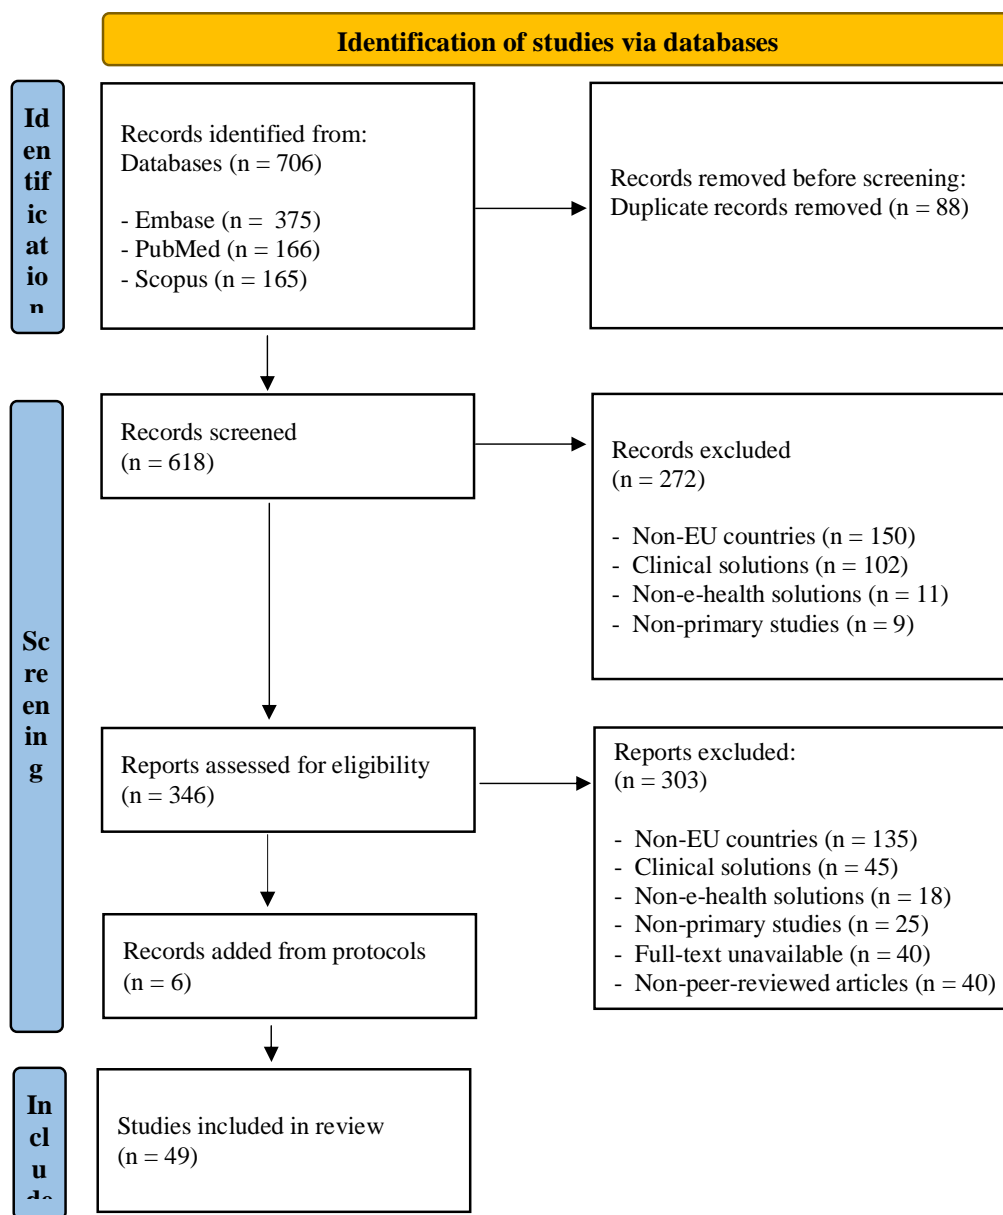 Identification of studies via databases
Id
en
tif
ic
at
io
n
Records identified from:
Databases (n = 706)
- Embase (n = 375)
- PubMed (n = 166)
- Scopus (n = 165)
Records removed before screening:
Duplicate records removed (n = 88)
Sc
re
en
in
g
Records screened
(n = 618)
Records excluded
(n = 272)
- Non-EU countries (n = 150)
- Clinical solutions (n = 102)
- Non-e-health solutions (n = 11)
- Non-primary studies (n = 9)
Reports assessed for eligibility
(n = 346)
Reports excluded:
(n = 303)
- Non-EU countries (n = 135)
- Clinical solutions (n = 45)
- Non-e-health solutions (n = 18)
- Non-primary studies (n = 25)
- Full-text unavailable (n = 40)
- Non-peer-reviewed articles (n = 40)
Records added from protocols
(n = 6)
In
cl
u
de
Studies included in review
(n = 49)